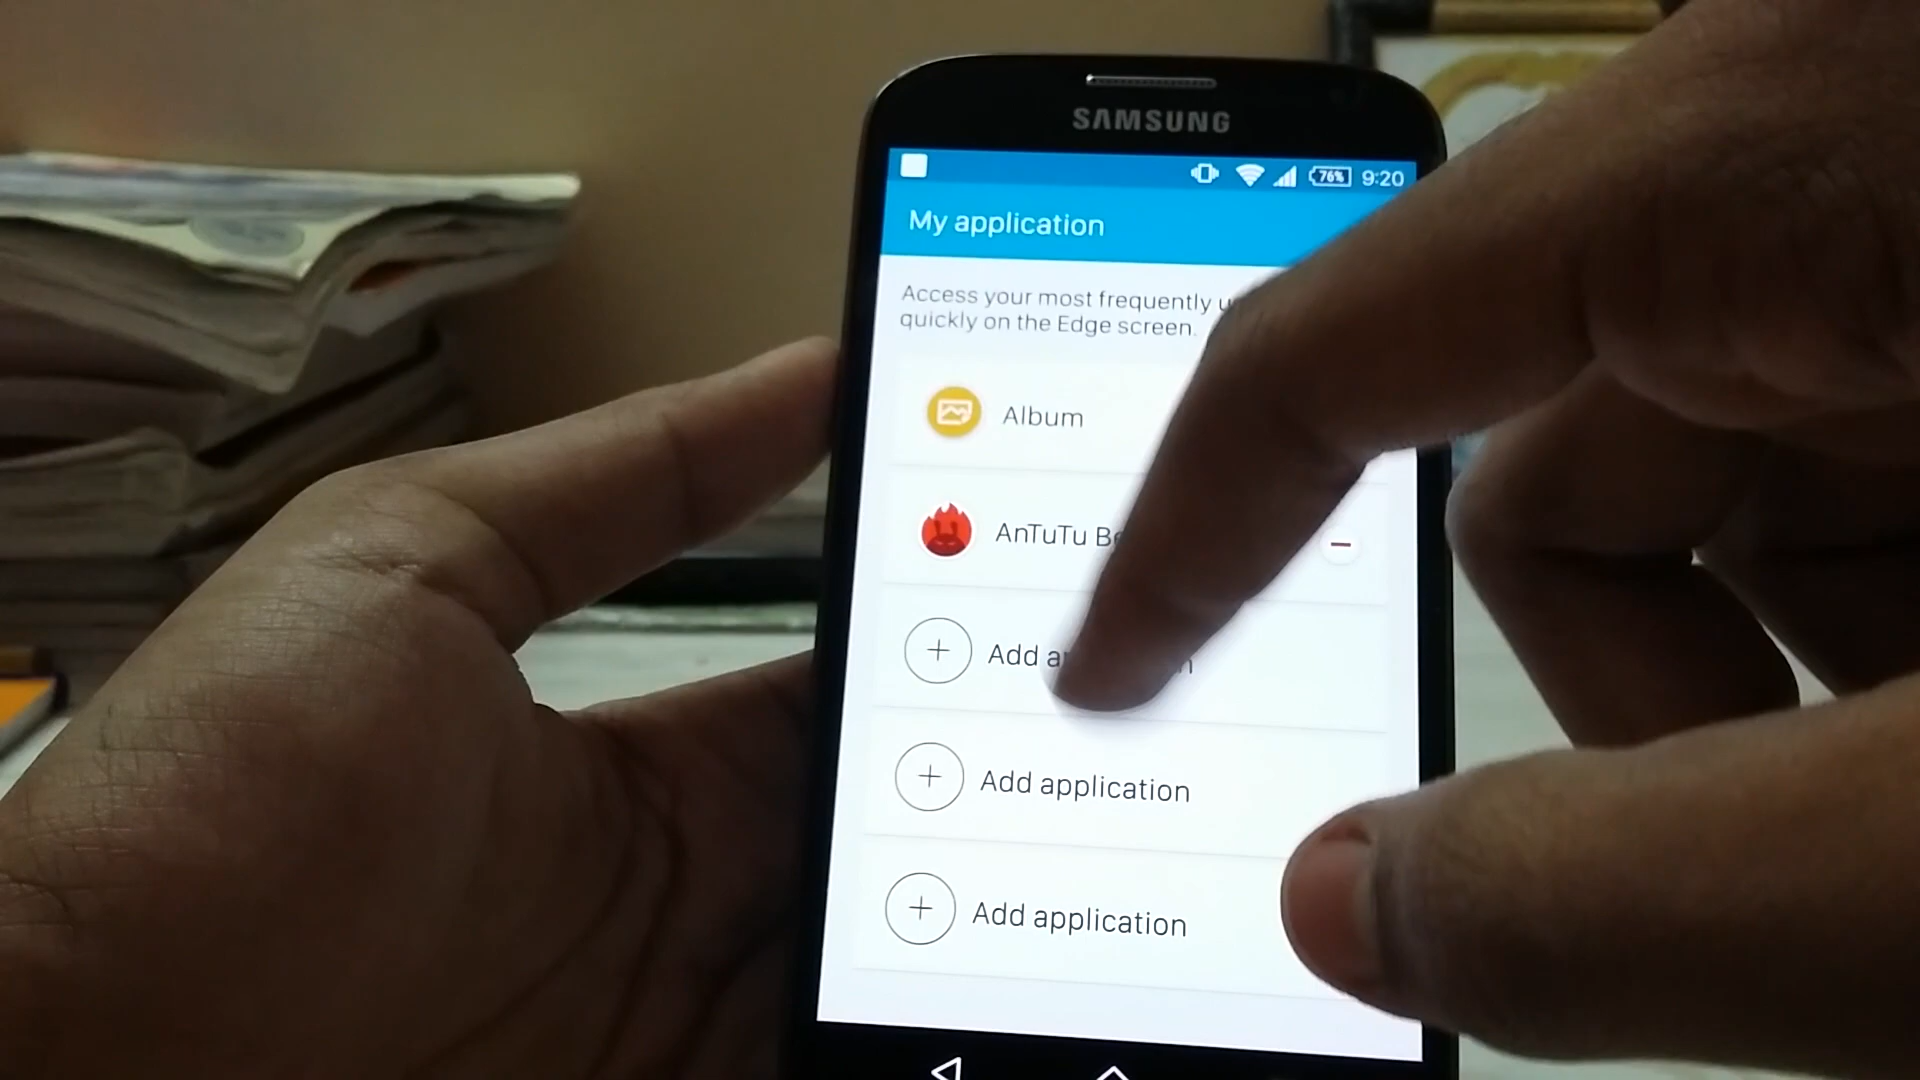 SAMSUNG
76% 9:20
My application
Access your most frequently
quickly on the Edge screen.
Album
AnTuTu
Add
Add application
Add application